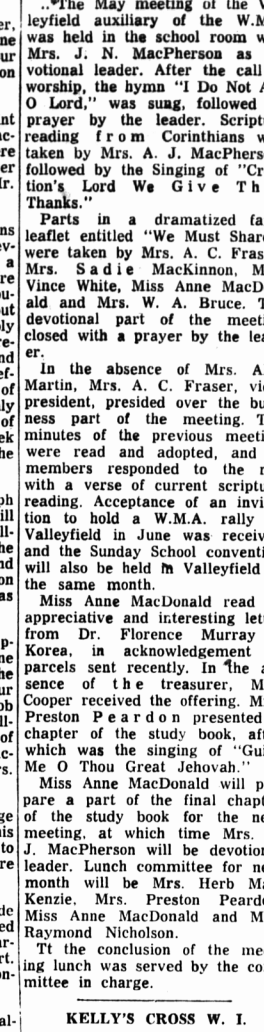 ..The May meeting of the
leyfield auxiliary of the W.M
was held in the school room w
Mrs. J. N. MacPherson as
votional leader. After the call
worship, the hymn "I Do Not A
O Lord," was sung, followed
prayer by the leader. Script
reading from Corinthians w
taken by Mrs. A. J. MacPhers
followed by the Singing of "Cr
tion's Lord We Give Th
Thanks."
Parts in a dramatized fa
leaflet entitled "We Must Share
were taken by Mrs. A. C. Fras
Mrs. Sadie MacKinnon, M
Vince White, Miss Anne MacD
ald and Mrs. W. A. Bruce. T
devotional part of the meeti
closed with a prayer by the lea
er.
In the absence of Mrs. A.
Martin, Mrs. A. C. Fraser, vi
president, presided over the bu
ness part of the meeting. T
minutes of the previous meeti
were read and adopted, and
members responded to the r
with a verse of current scriptu
reading. Acceptance of an invi
tion to hold a W.M.A. rally
Valleyfield in June was receiv
and the Sunday School conventi
will also be held in Valleyfield
the same month.
Miss Anne MacDonald read
appreciative and interesting let
from Dr. Florence Murray
Korea, in acknowledgement
parcels sent recently. In the a
sence of the treasurer, M
Cooper received the offering. M
Preston Peardon presented
chapter of the study book, aft
which was the singing of "Gui
Me O Thou Great Jehovah."
Miss Anne MacDonald will p
pare a part of the final chapt
of the study book for the ne
meeting, at which time Mrs.
J. MacPherson will be devotion
leader. Lunch committee for ne
month will be Mrs. Herb Ma
Kenzie, Mrs. Preston Peard
Miss Anne MacDonald and M
Raymond Nicholson.
Tt the conclusion of the mee
ing lunch was served by the co
mittee in charge.
KELLY'S CROSS W. I.